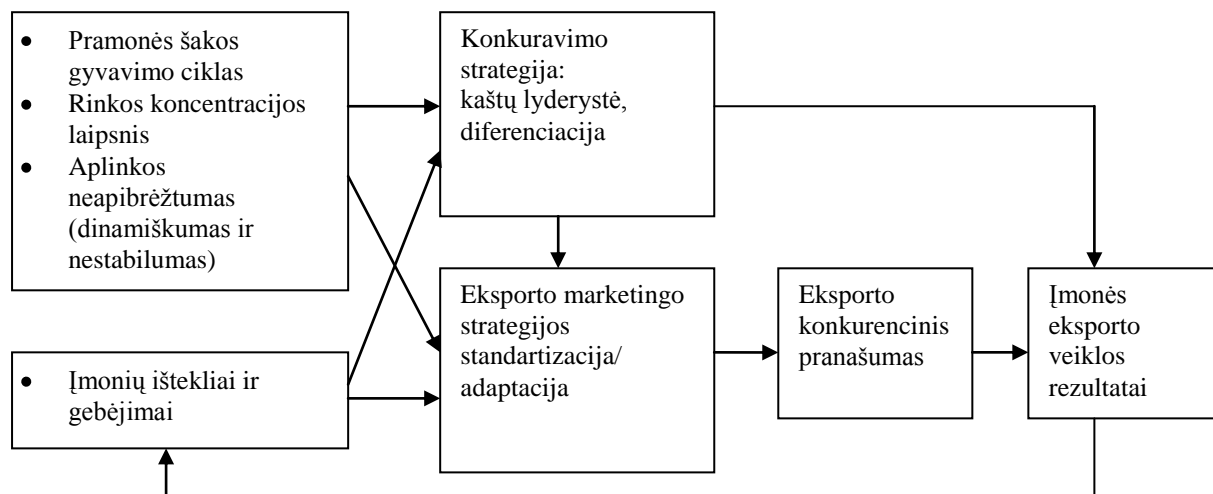 • Pramonės šakos
gyvavimo ciklas
• Rinkos koncentracijos
laipsnis
• Aplinkos
neapibrėžtumas
(dinamiškumas ir
nestabilumas)
Konkuravimo
strategija:
kaštų lyderystė,
diferenciacija
• Įmonių ištekliai ir
gebėjimai
Eksporto marketingo
strategijos
standartizacija/
adaptacija
Eksporto
konkurencinis
pranašumas
Įmonės
eksporto
veiklos
rezultatai